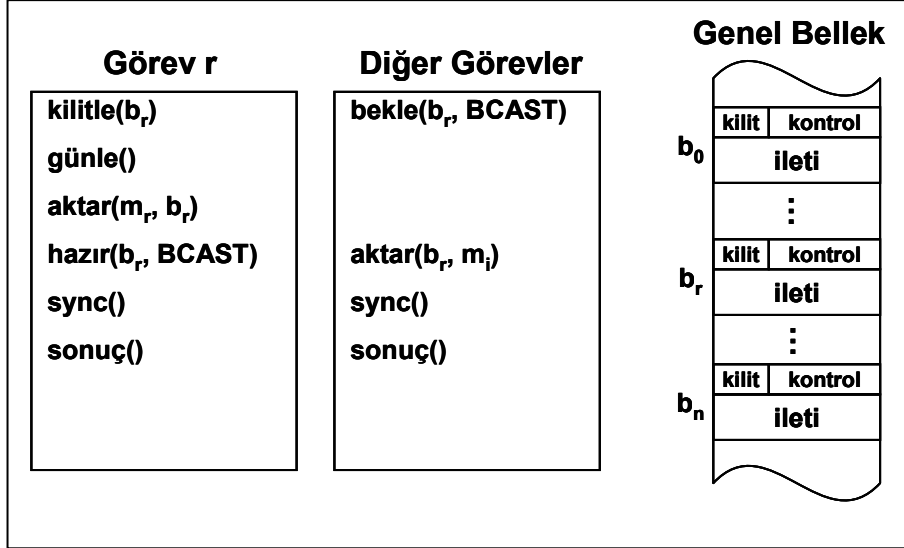 Görev r
kilitle(b_r)
günle()
aktar(m_r, b_r)
hazır(b_r, BCAST)
sync()
sonuç()
Diğer Görevler
bekle(b_r, BCAST)
aktar(b_r, m_i)
sync()
sonuç()
Genel Bellek
kilit kontrol
b_0 ileti
⋮
kilit kontrol
b_r ileti
⋮
kilit kontrol
b_n ileti